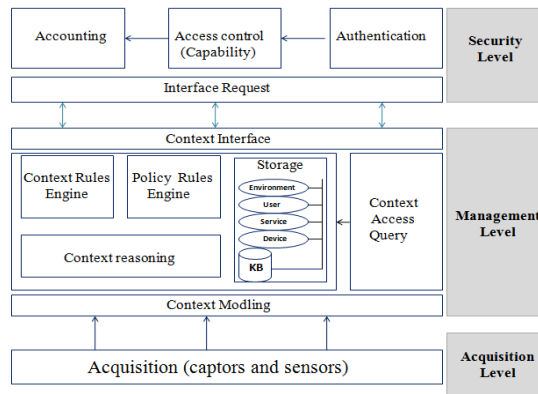 Accounting
Access control
(Capability)
Authentication
Security
Level
Interface Request
Context Interface
Context Rules
Engine
Policy Rules
Engine
Storage
Environment
User
Service
Device
KB
Context
Access
Query
Management
Level
Context reasoning
Context Modling
Acquisition (captors and sensors)
Acquisition
Level